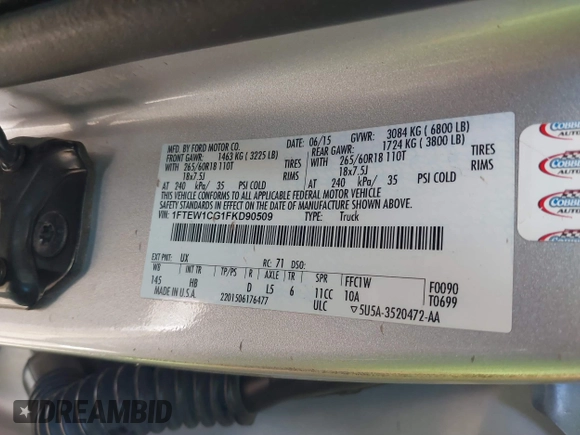 MFD. BY FORD MOTOR CO.
DATE: 06/15
GVWR: 3084 KG ( 6800 LB)
FRONT GAWR: 1463 KG ( 3225 LB)
REAR GAWR: 1724 KG ( 3800 LB)
WITH 265/60R18 110T TIRES
WITH 265/60R18 110T TIRES
18x7.5J RIMS
18x7.5J RIMS
AT 240 kPa/ 35 PSI COLD
AT 240 kPa/ 35 PSI COLD
THIS VEHICLE CONFORMS TO ALL APPLICABLE FEDERAL MOTOR VEHICLE
SAFETY STANDARDS IN EFFECT ON THE DATE OF MANUFACTURE SHOWN ABOVE.
VIN: 1FTEW1CG1FKD90509
TYPE: Truck
EXT PNT: UX RC: 71 DSO:
WB INT TR TP/PS R AXLE TR SPR FFC1W F0090
145 HB D L5 6 11CC 10A T0699
MADE IN U.S.A. ULC
2201506176477
▽5U5A-3520472-AA
COBB
COBB
DREAMBID